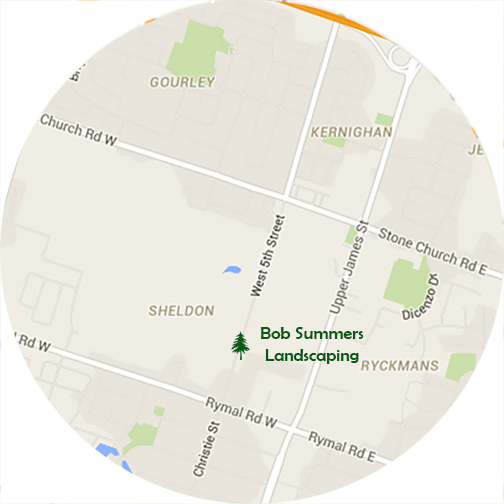 GOURLEY
KERNIGHAN
Church Rd W
JE
Stone Church Rd E
West 5th Street
Upper James St
Dicenzo Dr
SHELDON
Bob Summers
Landscaping
RYCKMANS
l Rd W
Rymal Rd W
Rymal Rd E
Christie St